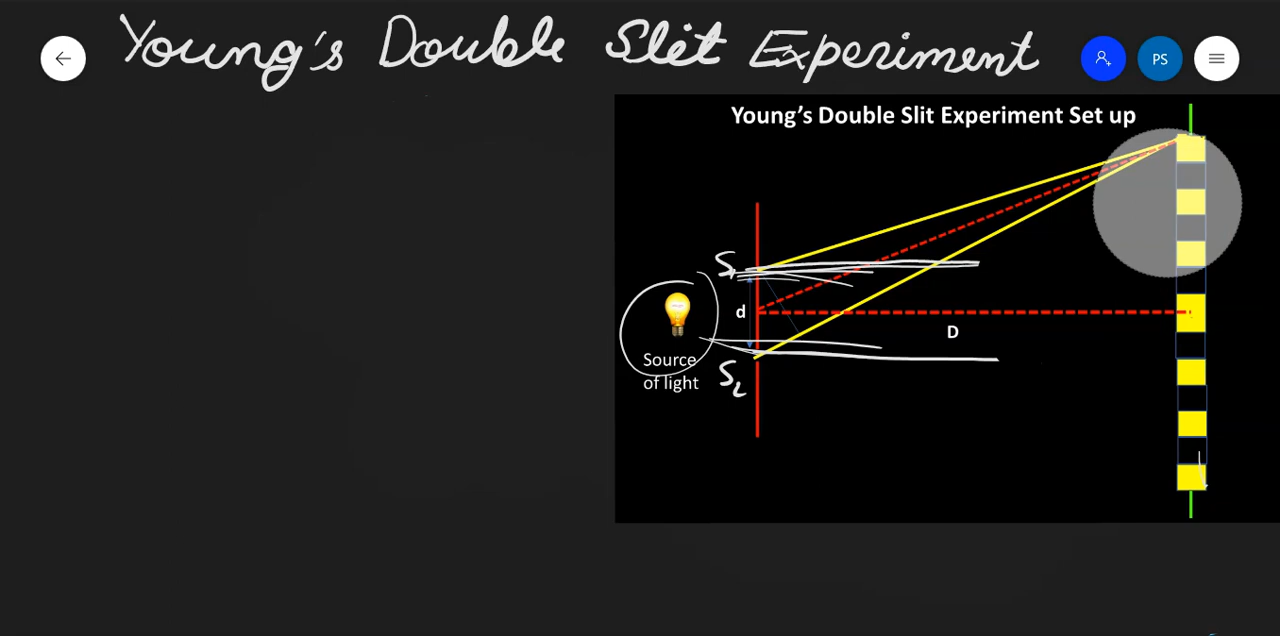 Young's Double Slit Experiment
PS
Young's Double Slit Experiment Set up
S1
d
D
Source
of light
S2